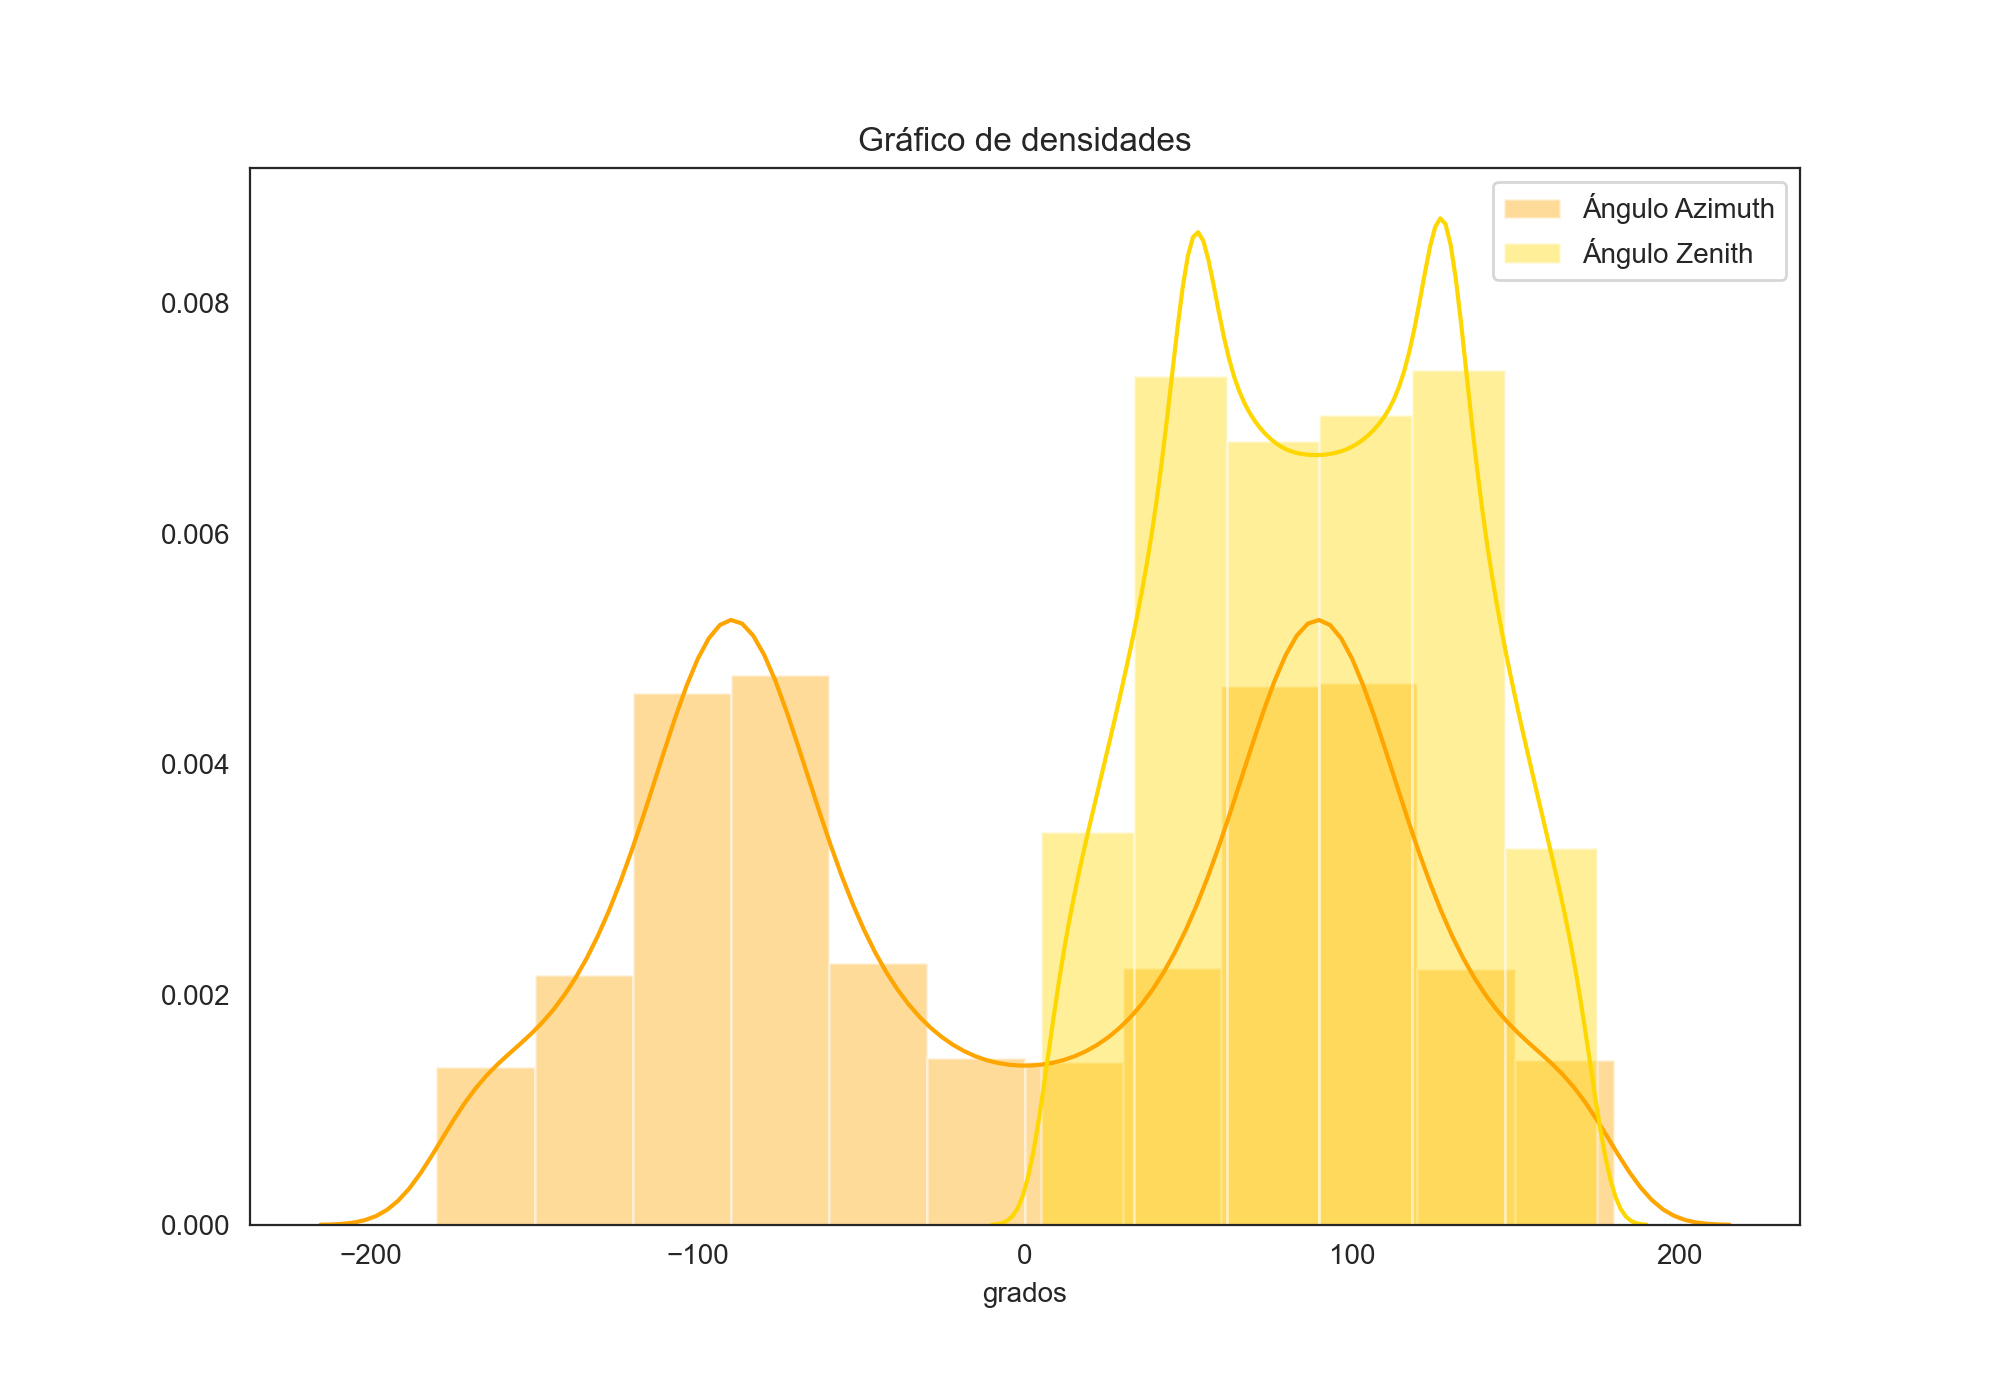 Gráfico de densidades
Ángulo Azimuth
Ángulo Zenith
0.008
0.006
0.004
0.002
0.000
−200 −100 0 100 200
grados